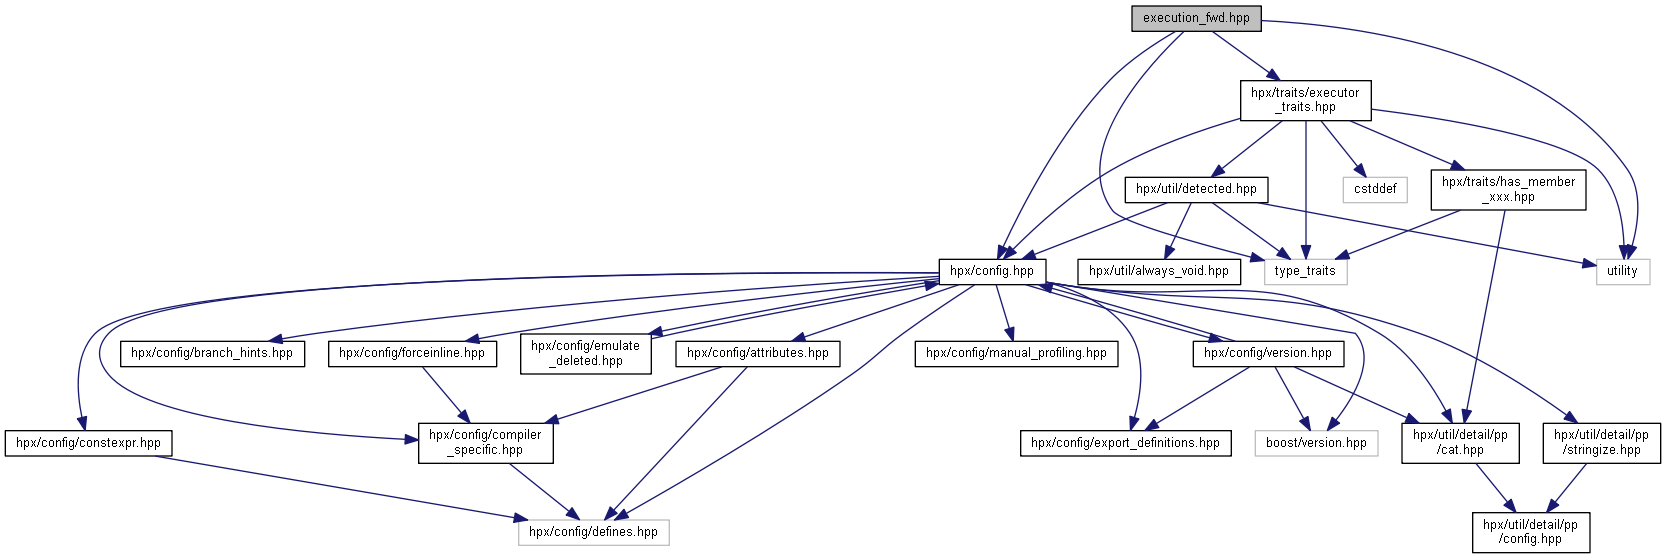 execution_fwd.hpp
hpx/traits/executor
_traits.hpp
hpx/util/detected.hpp
cstddef
hpx/traits/has_member
_xxx.hpp
hpx/config.hpp
hpx/util/always_void.hpp
type_traits
utility
hpx/config/branch_hints.hpp
hpx/config/forceinline.hpp
hpx/config/emulate
_deleted.hpp
hpx/config/attributes.hpp
hpx/config/manual_profiling.hpp
hpx/config/version.hpp
hpx/config/constexpr.hpp
hpx/config/compiler
_specific.hpp
hpx/config/export_definitions.hpp
boost/version.hpp
hpx/util/detail/pp
/cat.hpp
hpx/util/detail/pp
/stringize.hpp
hpx/config/defines.hpp
hpx/util/detail/pp
/config.hpp